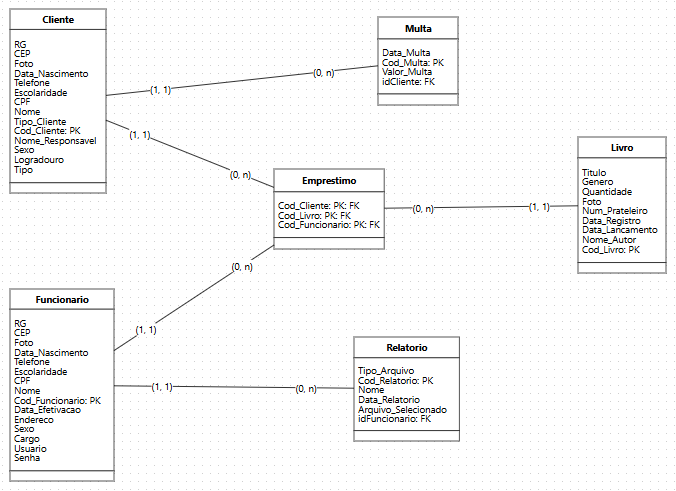 Cliente
RG
CEP
Foto
Data_Nascimento
Telefone
Escolaridade
CPF
Nome
Tipo_Cliente
Cod_Cliente: PK
Nome_Responsavel
Sexo
Logradouro
Tipo
(1, 1)
(0, n)
Multa
Data_Multa
Cod_Multa: PK
Valor_Multa
idCliente: FK
(1, 1)
(0, n)
Emprestimo
Cod_Cliente: PK: FK
Cod_Livro: PK: FK
Cod_Funcionario: PK: FK
(0, n)
(1, 1)
Livro
Titulo
Genero
Quantidade
Foto
Num_Prateleiro
Data_Registro
Data_Lancamento
Nome_Autor
Cod_Livro: PK
(0, n)
(1, 1)
Funcionario
RG
CEP
Foto
Data_Nascimento
Telefone
Escolaridade
CPF
Nome
Cod_Funcionario: PK
Data_Efetivacao
Endereco
Sexo
Cargo
Usuario
Senha
(1, 1)
(0, n)
Relatorio
Tipo_Arquivo
Cod_Relatorio: PK
Nome
Data_Relatorio
Arquivo_Selecionado
idFuncionario: FK